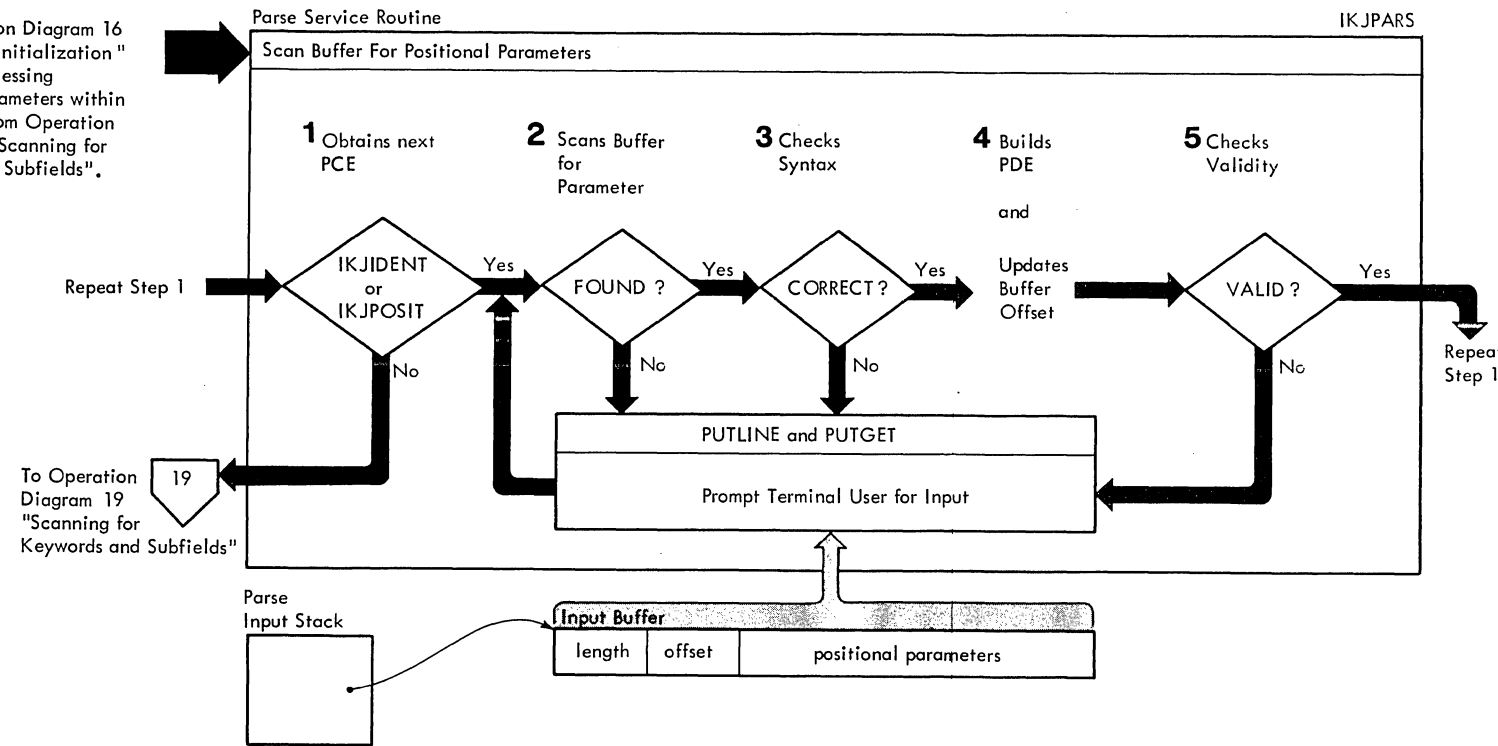 Parse Service Routine
IKJPARS
on Diagram 16
nitialization"
essing
ameters within
om Operation
Scanning for
Subfields".
Scan Buffer For Positional Parameters
1 Obtains next
PCE
2 Scans Buffer
for
Parameter
3 Checks
Syntax
4 Builds
PDE
and
Updates
Buffer
Offset
5 Checks
Validity
Repeat Step 1
IKJIDENT
or
IKJPOSIT
Yes
No
FOUND ?
Yes
No
CORRECT ?
Yes
No
VALID ?
Yes
No
Repeat
Step 1
PUTLINE and PUTGET
Prompt Terminal User for Input
To Operation
Diagram 19
"Scanning for
Keywords and Subfields"
19
Parse
Input Stack
Input Buffer
length
offset
positional parameters